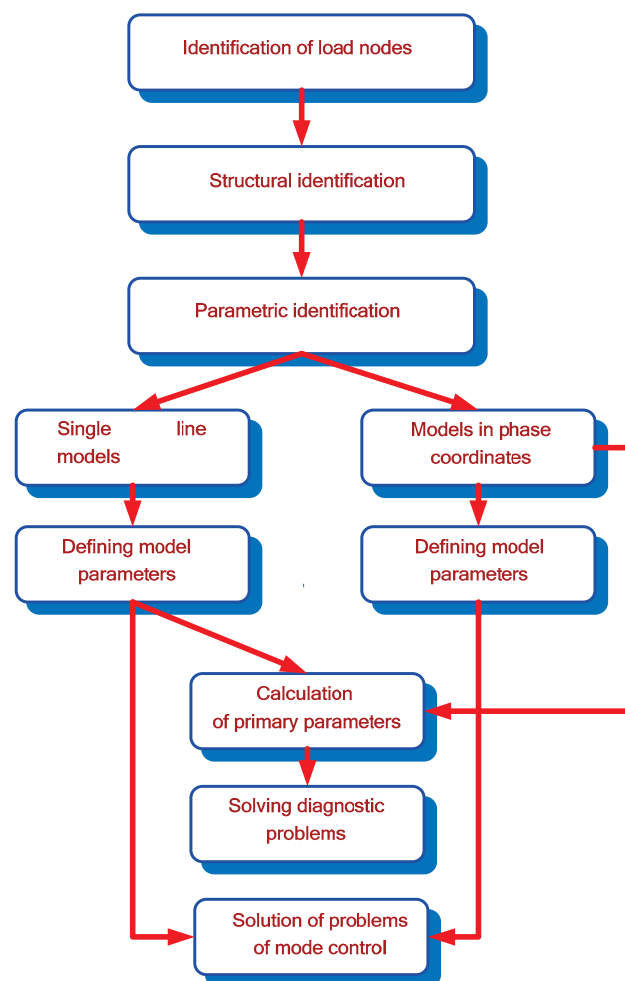 Identification of load nodes
Structural identification
Parametric identification
Single line
models
Models in phase
coordinates
Defining model
parameters
Defining model
parameters
Calculation
of primary parameters
Solving diagnostic
problems
Solution of problems
of mode control